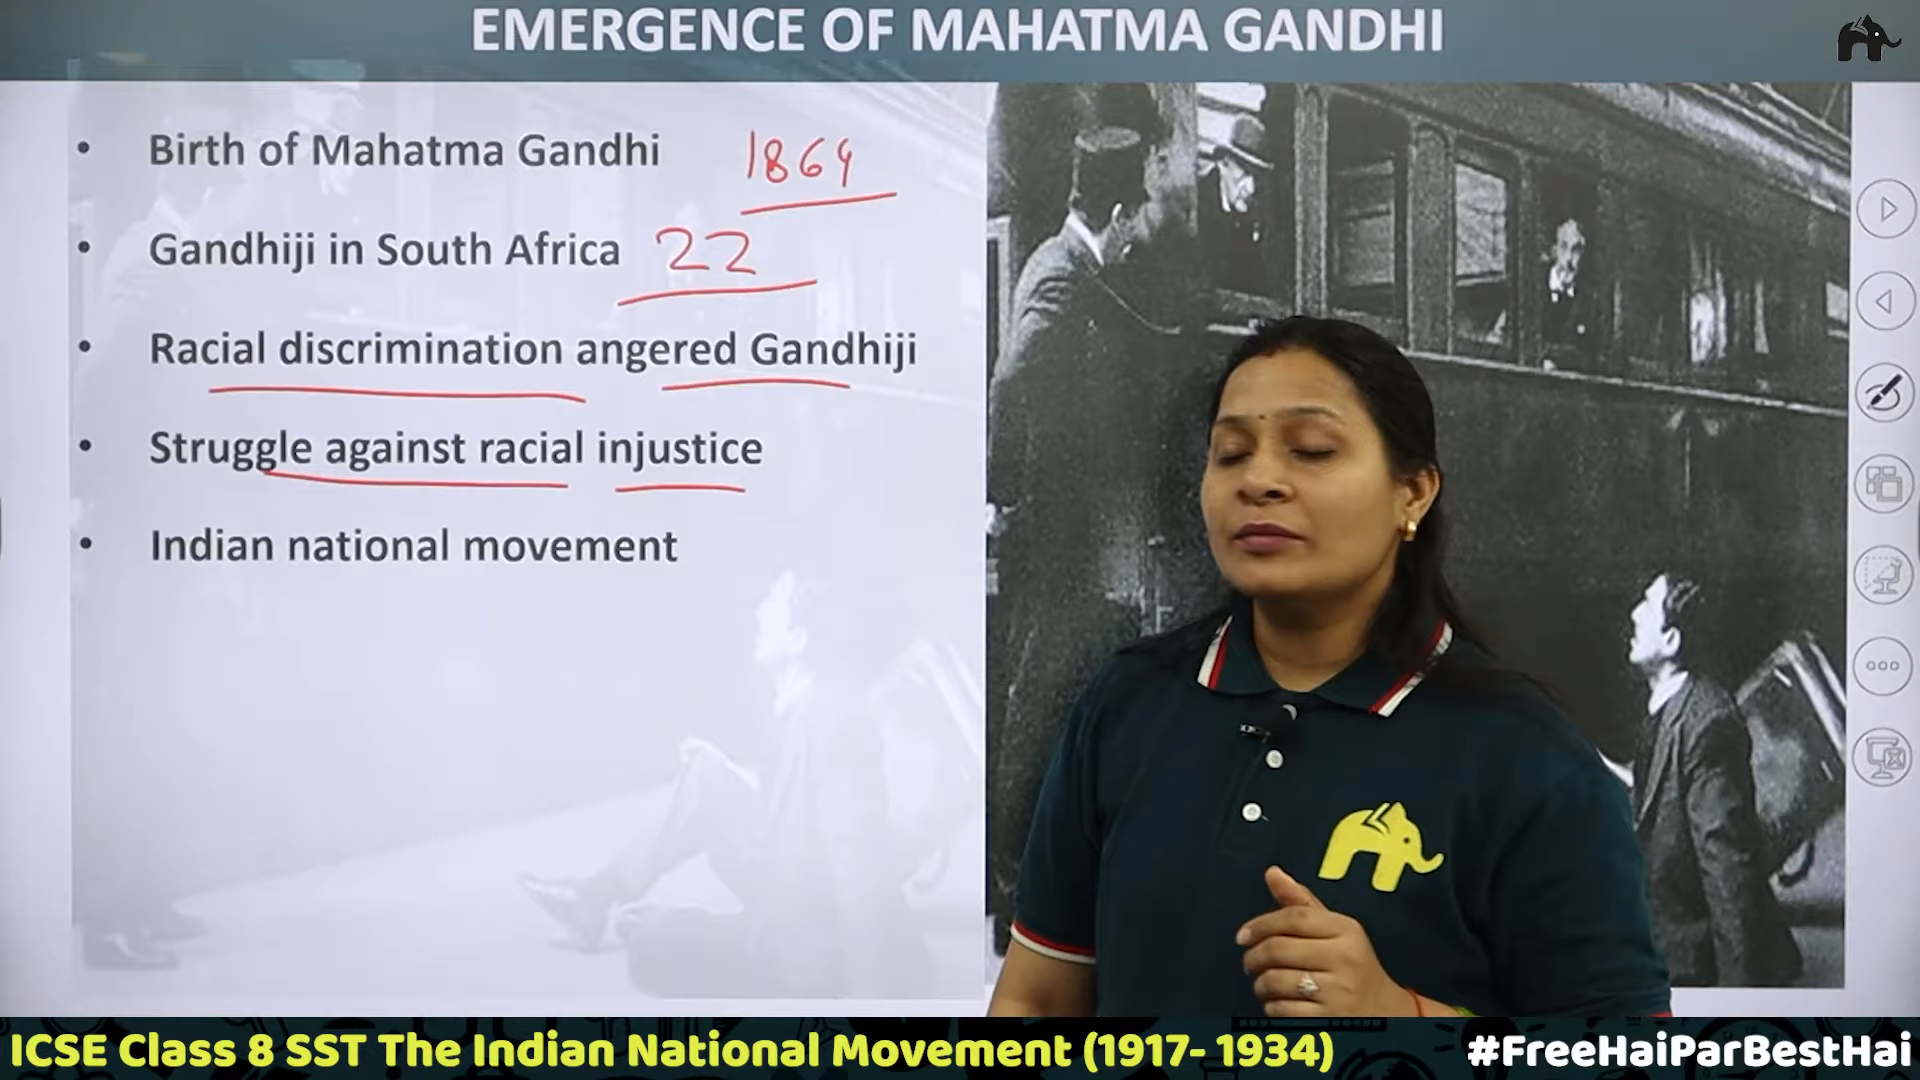 EMERGENCE OF MAHATMA GANDHI
• Birth of Mahatma Gandhi 1869
• Gandhiji in South Africa 22
• Racial discrimination angered Gandhiji
• Struggle against racial injustice
• Indian national movement
ICSE Class 8 SST The Indian National Movement (1917- 1934) #FreeHaiParBestHai